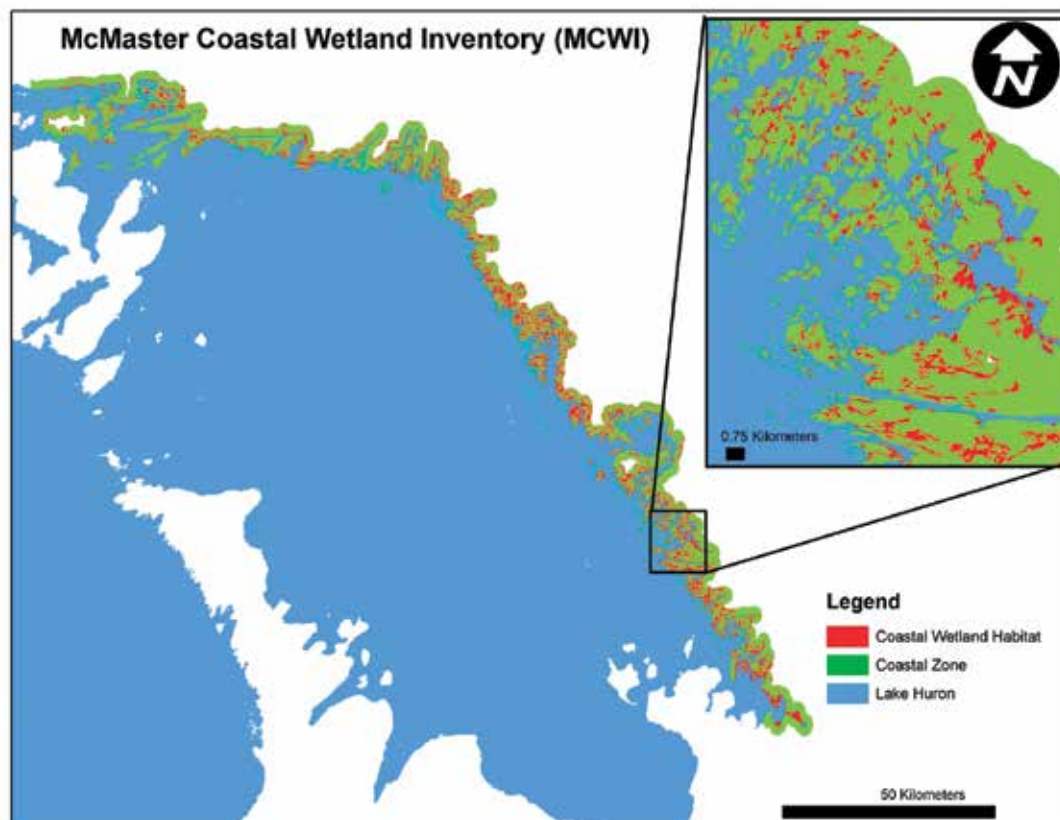 McMaster Coastal Wetland Inventory (MCWI)
N
0.75 Kilometers
Legend
Coastal Wetland Habitat
Coastal Zone
Lake Huron
50 Kilometers